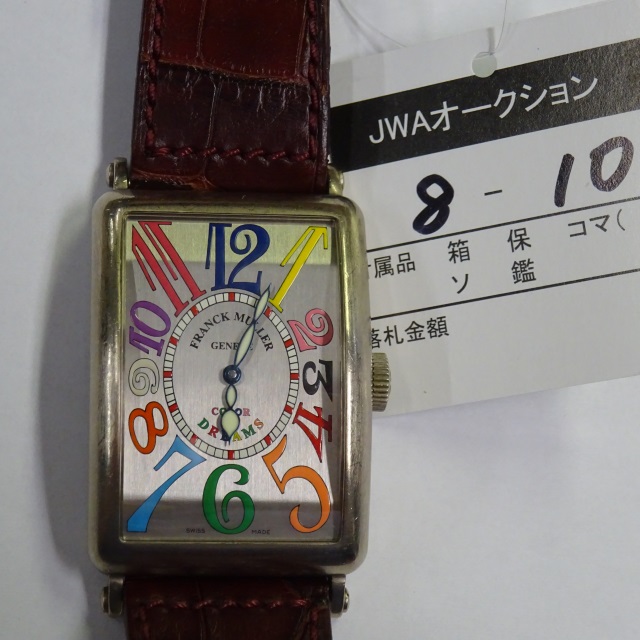 11 12 1
10 2
9 3
8 4
7 6 5
FRANCK MULLER
GENEVE
COLOR
DREAMS
SWISS MADE
JWAオークション
8 - 10
属品 箱 保 コマ(
ソ 鑑
落札金額